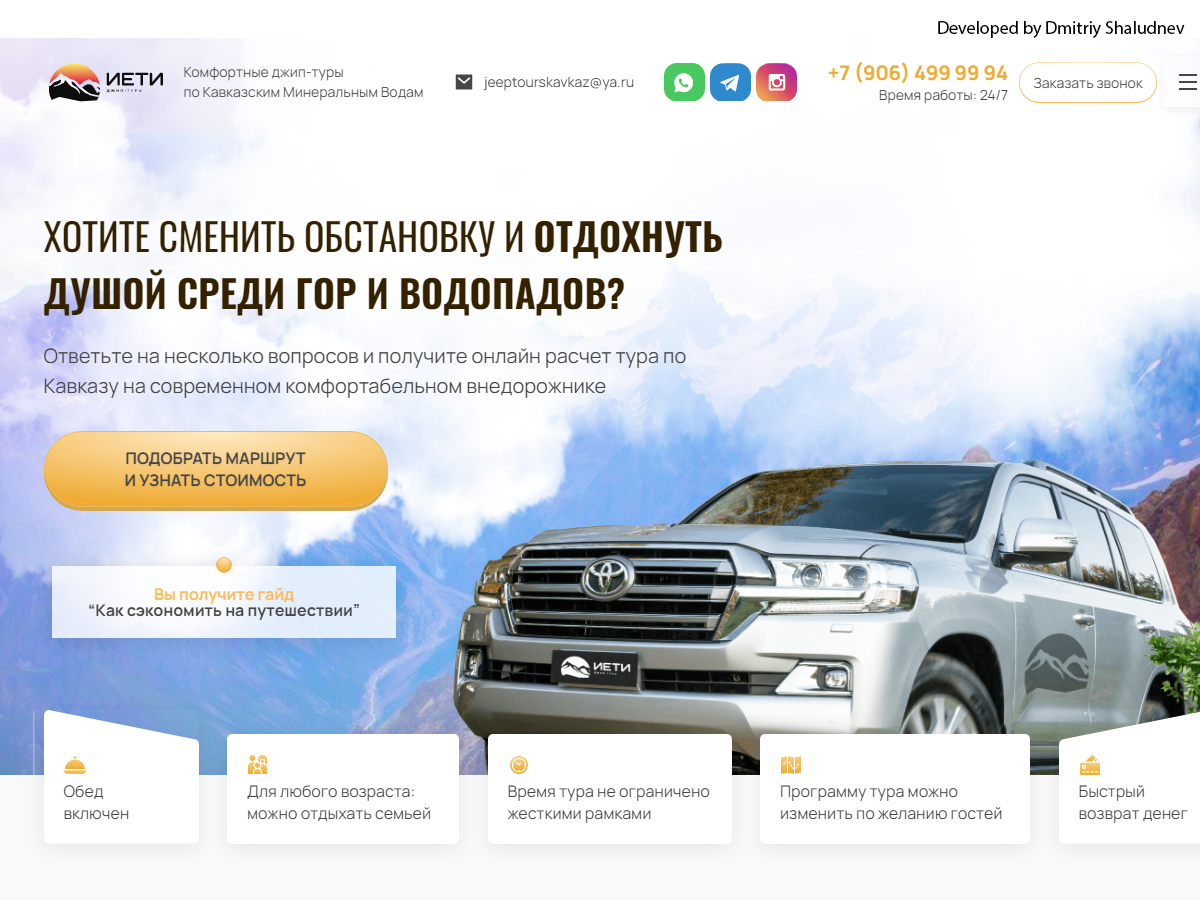 Developed by Dmitriy Shaludnev
ИЕТИ
ДЖИП-ТУРЫ
Комфортные джип-туры
по Кавказским Минеральным Водам
jeeptourskavkaz@ya.ru
+7 (906) 499 99 94
Время работы: 24/7
Заказать звонок
ХОТИТЕ СМЕНИТЬ ОБСТАНОВКУ И ОТДОХНУТЬ
ДУШОЙ СРЕДИ ГОР И ВОДОПАДОВ?
Ответьте на несколько вопросов и получите онлайн расчет тура по
Кавказу на современном комфортабельном внедорожнике
ПОДОБРАТЬ МАРШРУТ
И УЗНАТЬ СТОИМОСТЬ
Вы получите гайд
“Как сэкономить на путешествии”
ИЕТИ
ДЖИП-ТУРЫ
Обед
включен
Для любого возраста:
можно отдыхать семьей
Время тура не ограничено
жесткими рамками
Программу тура можно
изменить по желанию гостей
Быстрый
возврат денег